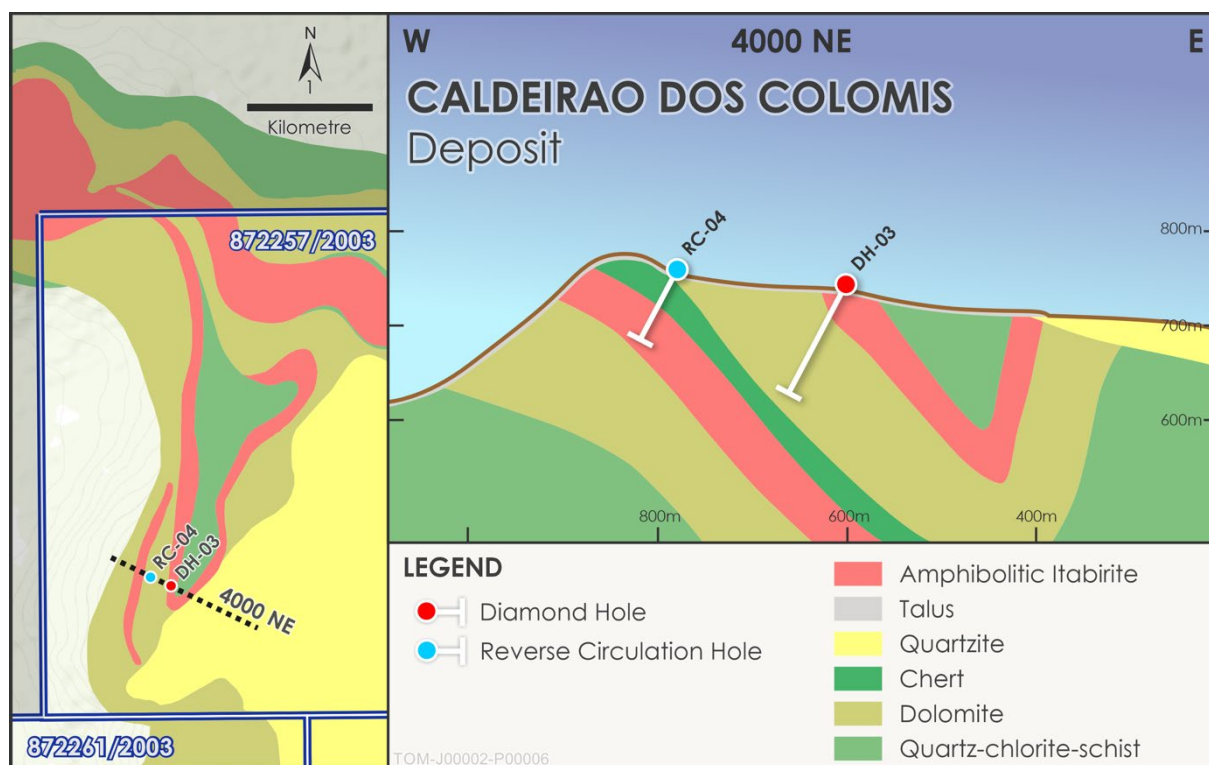 N
1
Kilometre
872257/2003
RC-04
DH-03
4000 NE
872261/2003
W
4000 NE
E
CALDEIRAO DOS COLOMIS
Deposit
RC-04
DH-03
800m
700m
600m
800m
600m
400m
LEGEND
Diamond Hole
Reverse Circulation Hole
Amphibolitic Itabirite
Talus
Quartzite
Chert
Dolomite
Quartz-chlorite-schist
TOM-J00002-P00006